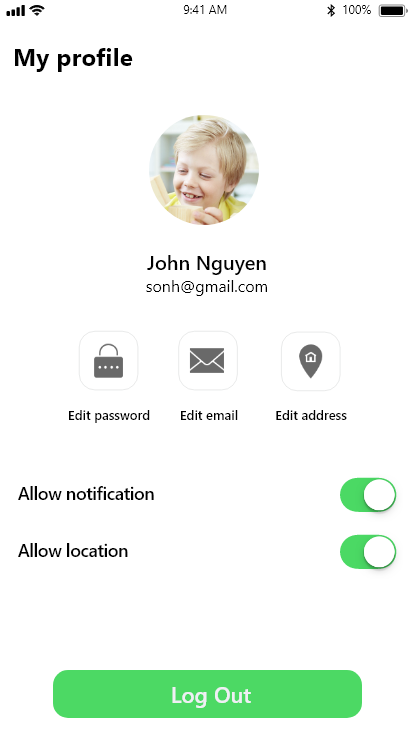 9:41 AM 100%
My profile
John Nguyen
sonh@gmail.com
Edit password Edit email Edit address
Allow notification
Allow location
Log Out